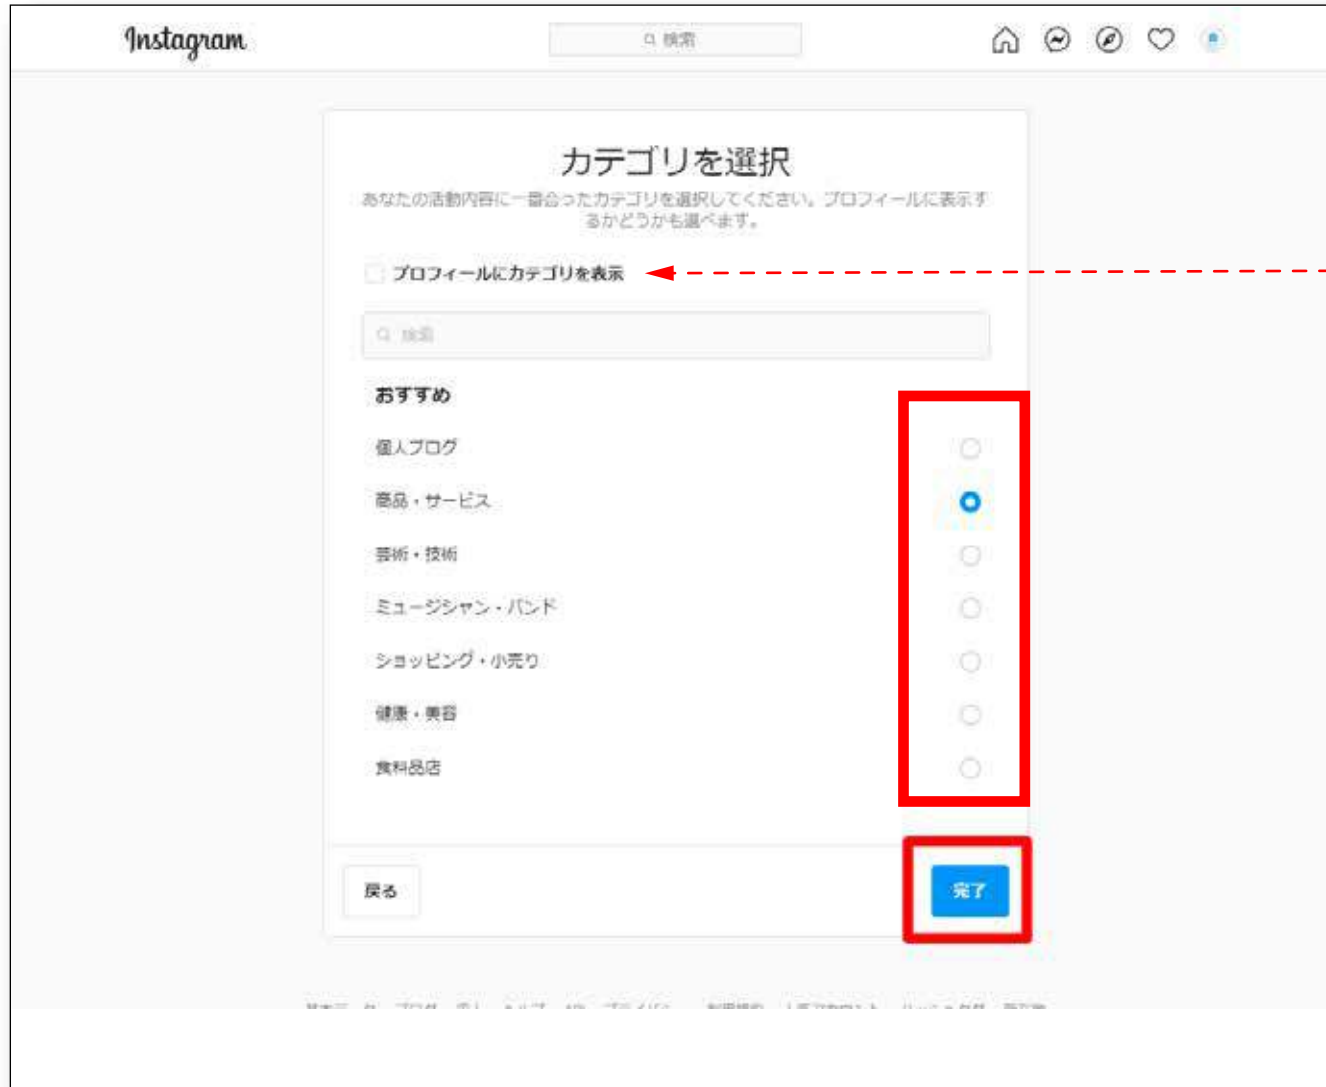 Instagram
検索
カテゴリを選択
あなたの活動内容に一番合ったカテゴリを選択してください。プロフィールに表示す
るかどうかも選べます。
プロフィールにカテゴリを表示
検索
おすすめ
個人ブログ
商品・サービス
芸術・技術
ミュージシャン・バンド
ショッピング・小売り
健康・美容
食料品店
戻る
完了